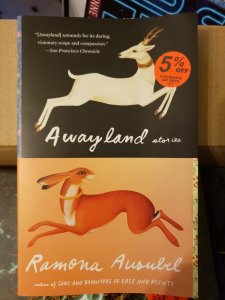 "[Awayland] astounds for its daring,
visionary scope and compassion."
—San Francisco Chronicle
5%
OFF
Awayland stories
Ramona Ausubel
author of SONS AND DAUGHTERS OF EASE AND PLENTY